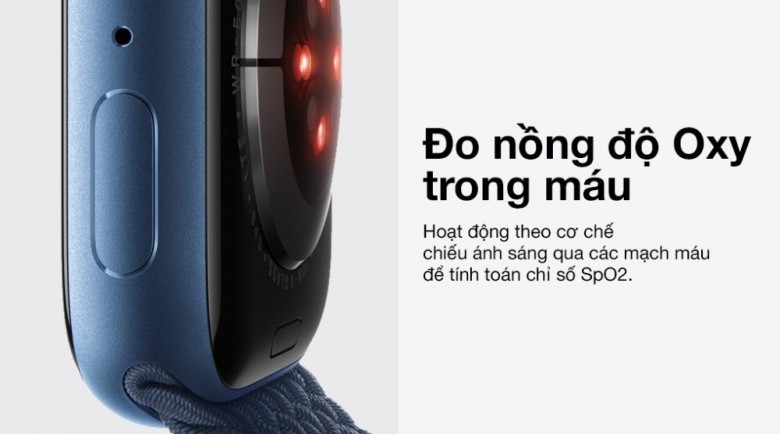 Đo nồng độ Oxy
trong máu
Hoạt động theo cơ chế
chiếu ánh sáng qua các mạch máu
để tính toán chỉ số SpO2.